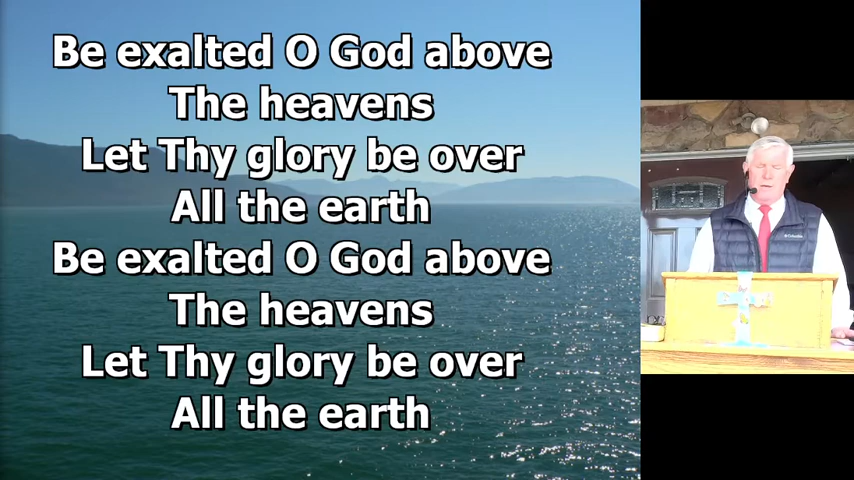 Be exalted O God above
The heavens
Let Thy glory be over
All the earth
Be exalted O God above
The heavens
Let Thy glory be over
All the earth
Columbia